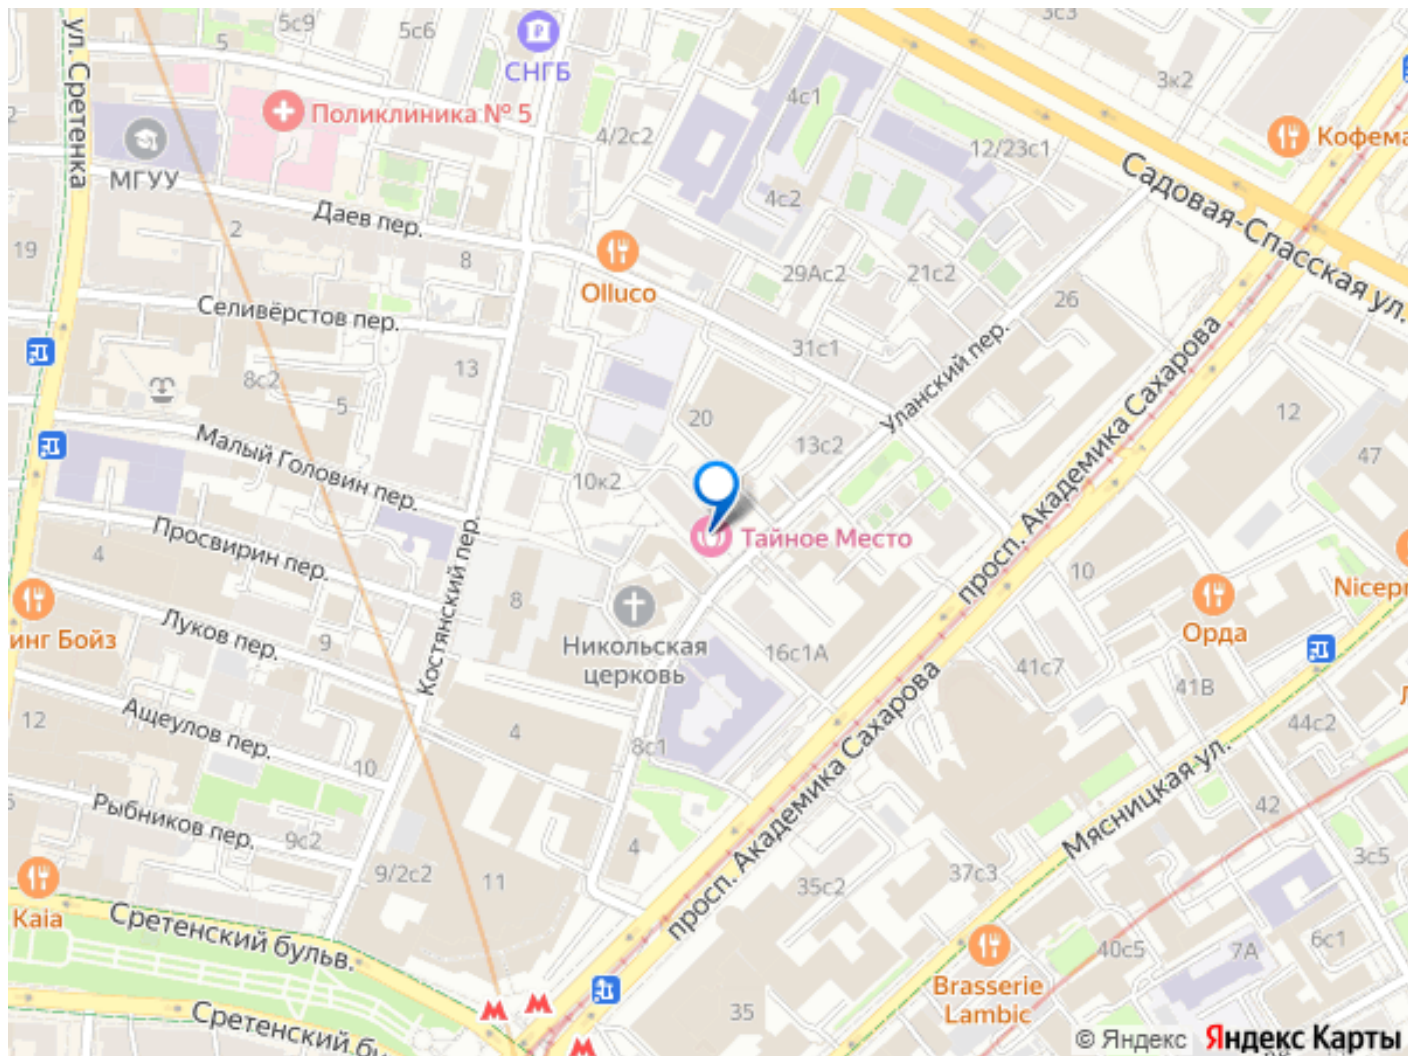 5с9
5с6
3с3
5
СНГБ
3к2
ул. Сретенка
Поликлиника № 5
4с1
Кофема
4/2с2
12/23с1
МГУУ
4с2
Садовая-Спасская ул.
Даев пер.
2
19
8
29Ас2
21с2
Olluco
26
Селивёрстов пер.
31с1
Уланский пер.
просп. Академика Сахарова
13
8с2
5
20
12
13с2
47
Малый Головин пер.
10к2
Тайное Место
Просвирин пер.
4
10
Nicep
8
Костянский пер.
Луков пер.
9
инг Бойз
Никольская
церковь
16с1А
Орда
41с7
41В
12
Ащеулов пер.
4
8с1
44с2
10
просп. Академика Сахарова
Мясницкая ул.
Рыбников пер.
9с2
42
4
3с5
9/2с2
11
35с2
37с3
Kaia
Сретенский бульв.
6с1
40с5
7А
Brasserie
Lambic
Сретенский бу
35
© Яндекс Яндекс Карты